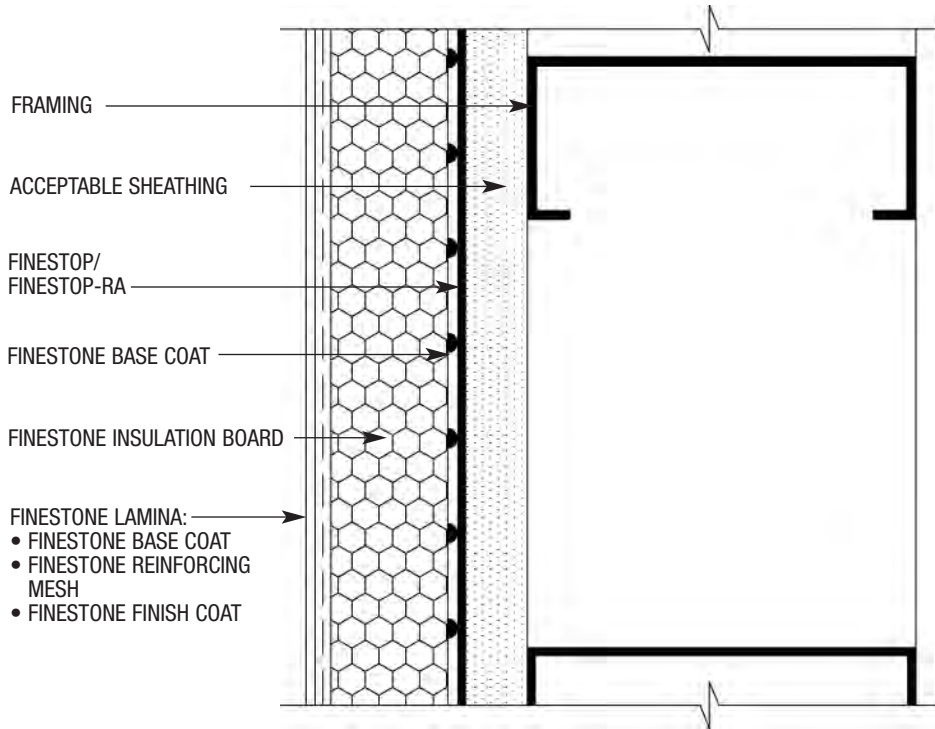 FRAMING
ACCEPTABLE SHEATHING
FINESTOP/
FINESTOP-RA
FINESTONE BASE COAT
FINESTONE INSULATION BOARD
FINESTONE LAMINA:
• FINESTONE BASE COAT
• FINESTONE REINFORCING
MESH
• FINESTONE FINISH COAT